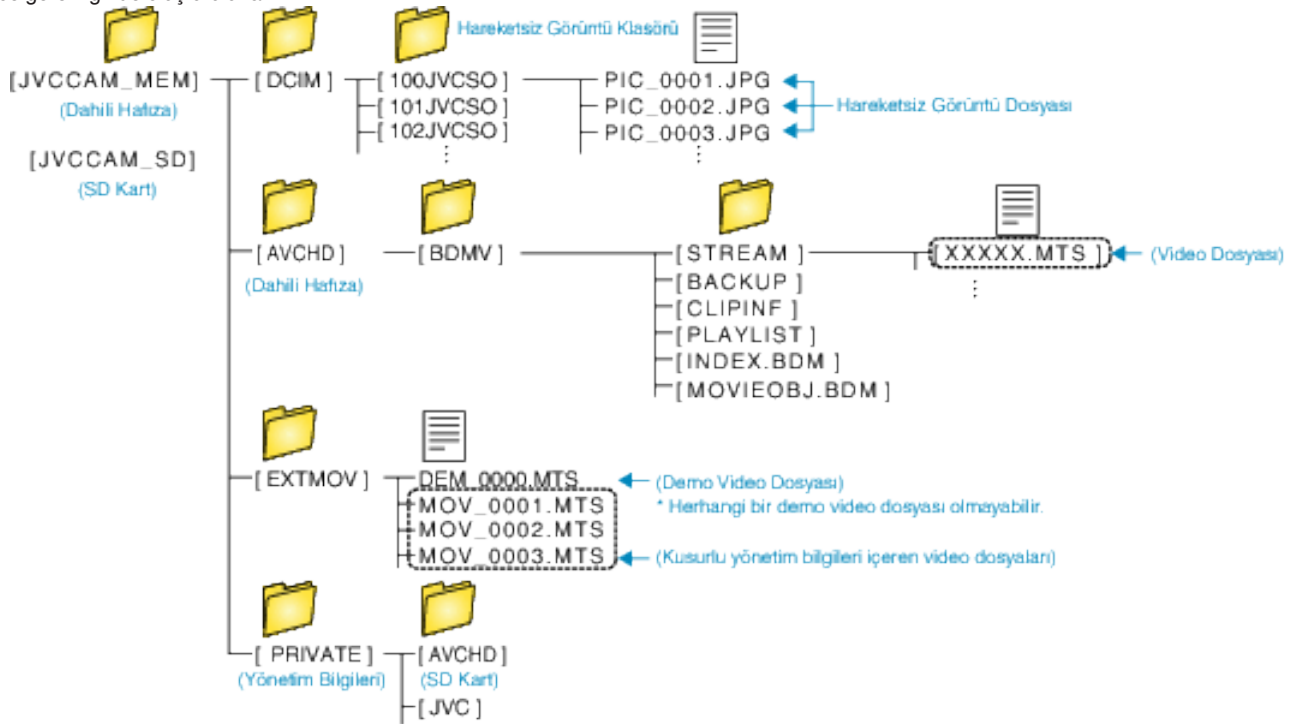 Hareketsiz Görüntü Klasörü
[JVCCAM_MEM]
[DCIM]
[100JVCSO]
PIC_0001.JPG
(Dahili Hafıza)
[101JVCSO]
PIC_0002.JPG
Hareketsiz Görüntü Dosyası
[102JVCSO]
PIC_0003.JPG
[JVCCAM_SD]
(SD Kart)
[AVCHD]
[BDMV]
[STREAM]
[XXXXX.MTS]
(Video Dosyası)
(Dahili Hafıza)
[BACKUP]
[CLIPINF]
[PLAYLIST]
[INDEX.BDM]
[MOVIEOBJ.BDM]
[EXTMOV]
DEM_0000.MTS
(Demo Video Dosyası)
MOV_0001.MTS
* Herhangi bir demo video dosyası olmayabilir.
MOV_0002.MTS
MOV_0003.MTS
(Kusurlu yönetim bilgileri içeren video dosyaları)
[PRIVATE]
[AVCHD]
(Yönetim Bilgileri)
(SD Kart)
[JVC]